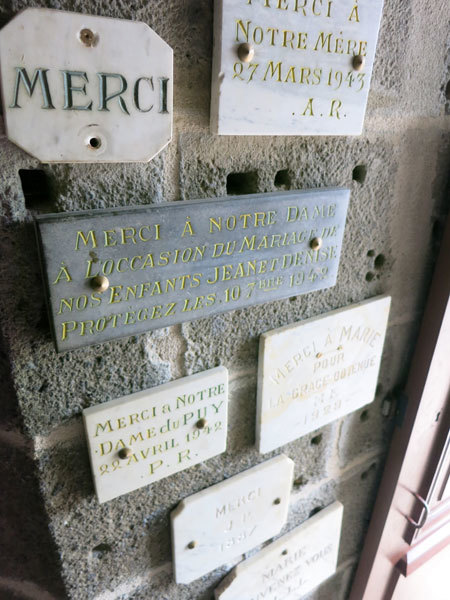 MERCI
MERCI À
NOTRE MÈRE
27 MARS 1943
A.R.
MERCI À NOTRE DAME
À L'OCCASION DU MARIAGE DE
NOS ENFANTS JEAN ET DENISE
PROTÉGEZ LES. 10 7BRE 1942
MERCI À MARIE
POUR
LA GRACE OBTENUE
MERCI A NOTRE
DAME DU PUY
22 AVRIL 1942
P. R.
MERCI
MARIE